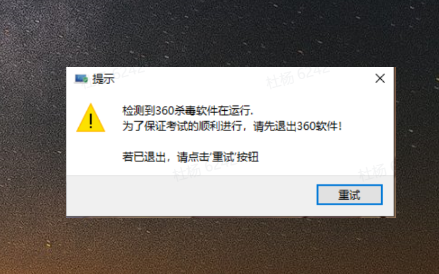 提示
检测到360杀毒软件在运行.
为了保证考试的顺利进行，请先退出360软件!
若已退出，请点击'重试'按钮
重试